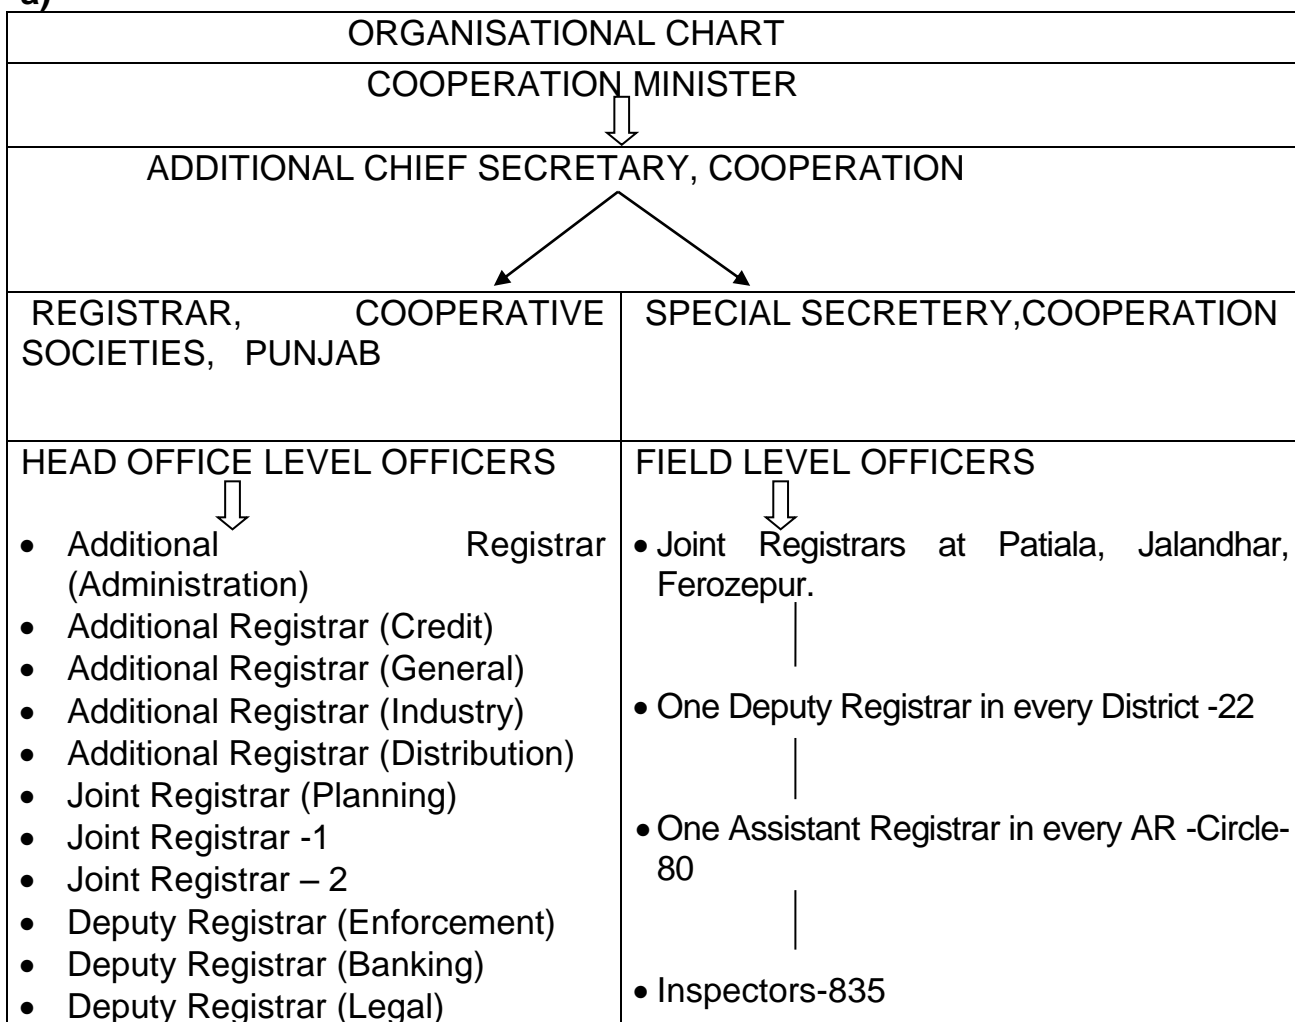 a)
ORGANISATIONAL CHART
COOPERATION MINISTER
ADDITIONAL CHIEF SECRETARY, COOPERATION
REGISTRAR, COOPERATIVE
SOCIETIES, PUNJAB
SPECIAL SECRETERY,COOPERATION
HEAD OFFICE LEVEL OFFICERS
• Additional Registrar
(Administration)
• Additional Registrar (Credit)
• Additional Registrar (General)
• Additional Registrar (Industry)
• Additional Registrar (Distribution)
• Joint Registrar (Planning)
• Joint Registrar -1
• Joint Registrar – 2
• Deputy Registrar (Enforcement)
• Deputy Registrar (Banking)
• Deputy Registrar (Legal)
FIELD LEVEL OFFICERS
• Joint Registrars at Patiala, Jalandhar,
Ferozepur.
• One Deputy Registrar in every District -22
• One Assistant Registrar in every AR -Circle-
80
• Inspectors-835